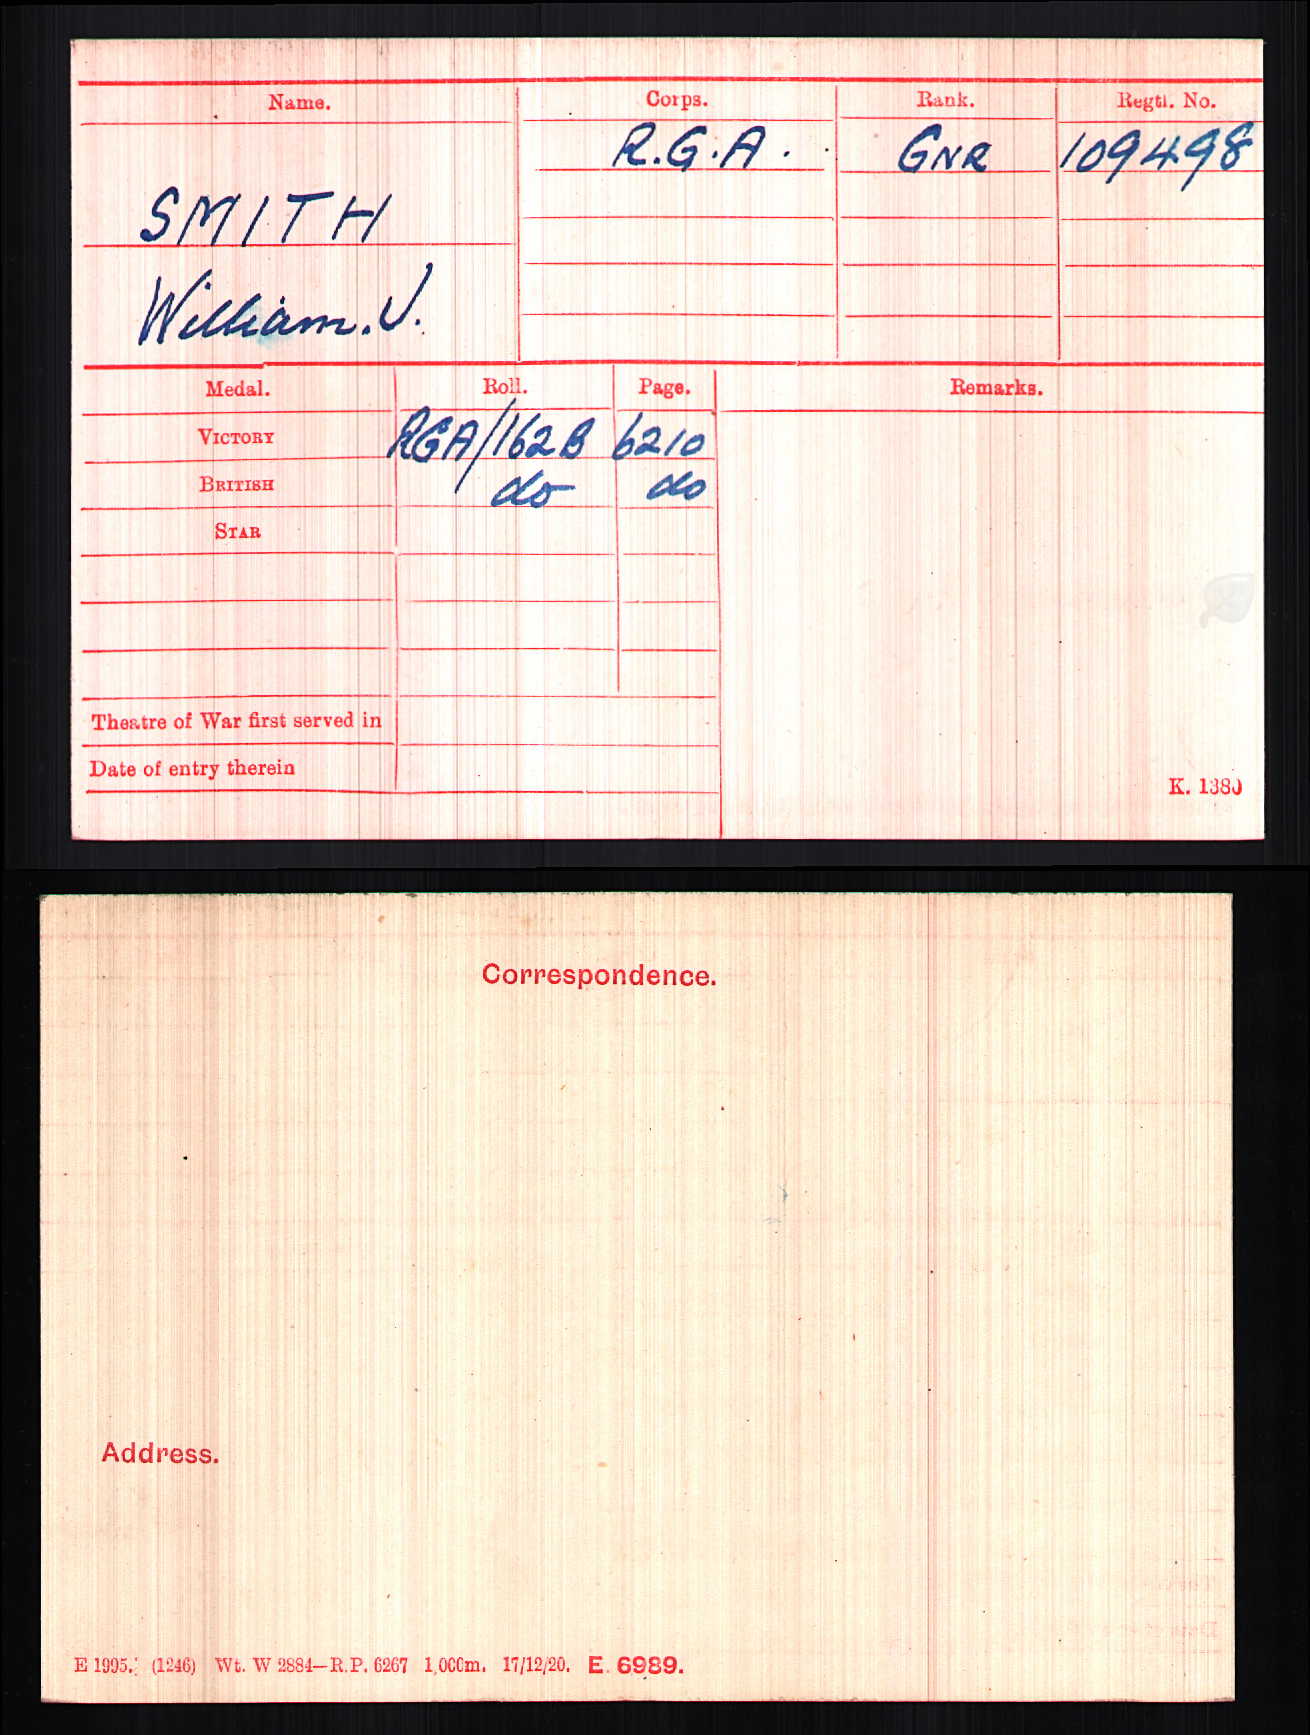 Name. Corps. Rank. Regtl. No.
R.G.A. GNR 109498
SMITH
William. J.
Medal. Roll. Page. Remarks.
VICTORY RGA/162B 6210
BRITISH do do
STAR
Theatre of War first served in
Date of entry therein
K. 1380
Correspondence.
Address.
E 1995. (1246) Wt. W 2884—R.P. 6267 1,000m. 17/12/20. E. 6989.